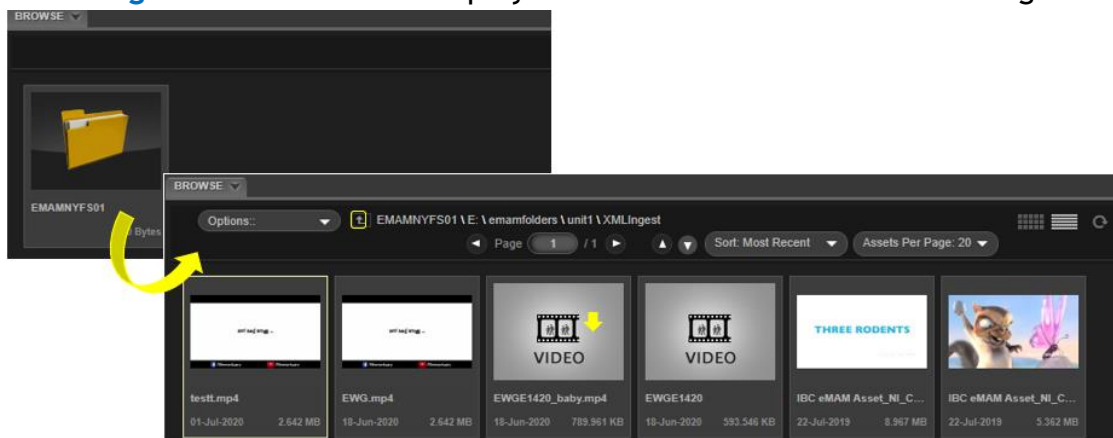 BROWSE
EMAMNYFS01
Bytes
BROWSE
Options::
EMAMNYFS01 \ E: \ emamfolders \ unit1 \ XMLIngest
Page 1 / 1
Sort: Most Recent
Assets Per Page: 20
VIDEO
VIDEO
THREE RODENTS
testt.mp4
EWG.mp4
EWGE1420_baby.mp4
EWGE1420
IBC eMAM Asset_NI_C...
IBC eMAM Asset_NI_C...
01-Jul-2020 2.642 MB
18-Jun-2020 2.642 MB
18-Jun-2020 789.961 KB
18-Jun-2020 593.546 KB
22-Jul-2019 8.967 MB
22-Jul-2019 5.362 MB